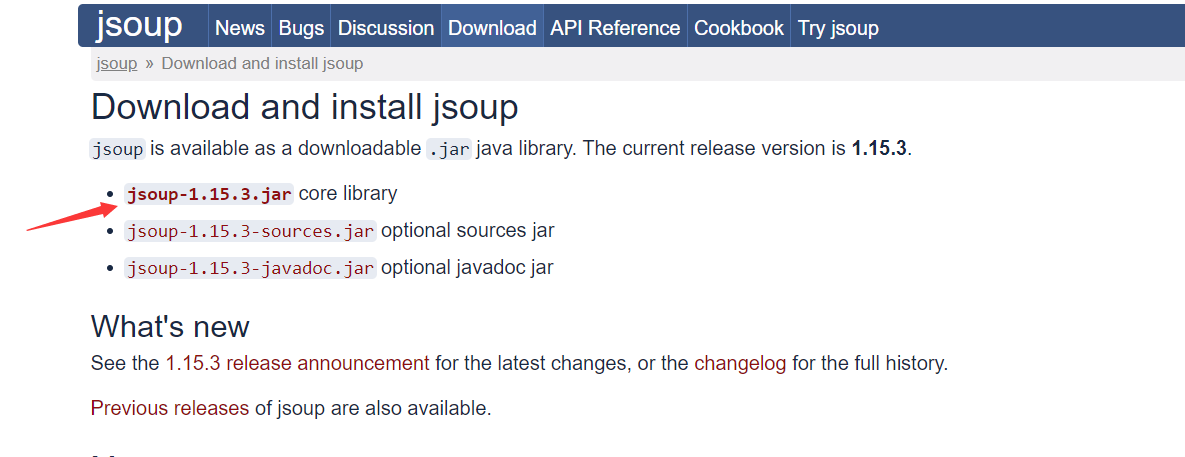 jsoup News Bugs Discussion Download API Reference Cookbook Try jsoup
jsoup » Download and install jsoup
Download and install jsoup
jsoup is available as a downloadable .jar java library. The current release version is 1.15.3.
• jsoup-1.15.3.jar core library
• jsoup-1.15.3-sources.jar optional sources jar
• jsoup-1.15.3-javadoc.jar optional javadoc jar
What's new
See the 1.15.3 release announcement for the latest changes, or the changelog for the full history.
Previous releases of jsoup are also available.